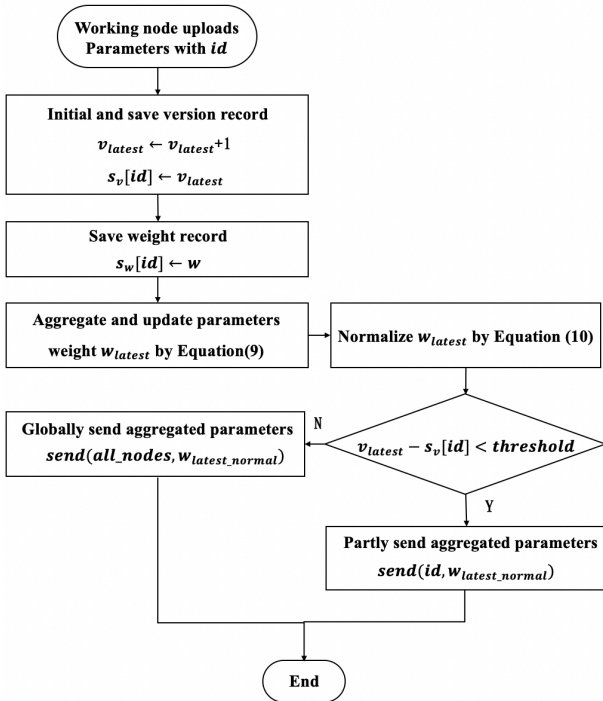 Working node uploads
Parameters with id
Initial and save version record
v_latest ← v_latest+1
s_v[id] ← v_latest
Save weight record
s_w[id] ← w
Aggregate and update parameters
weight w_latest by Equation(9)
Normalize w_latest by Equation (10)
v_latest − s_v[id] < threshold
N
Globally send aggregated parameters
send(all_nodes, w_latest_normal)
Y
Partly send aggregated parameters
send(id, w_latest_normal)
End